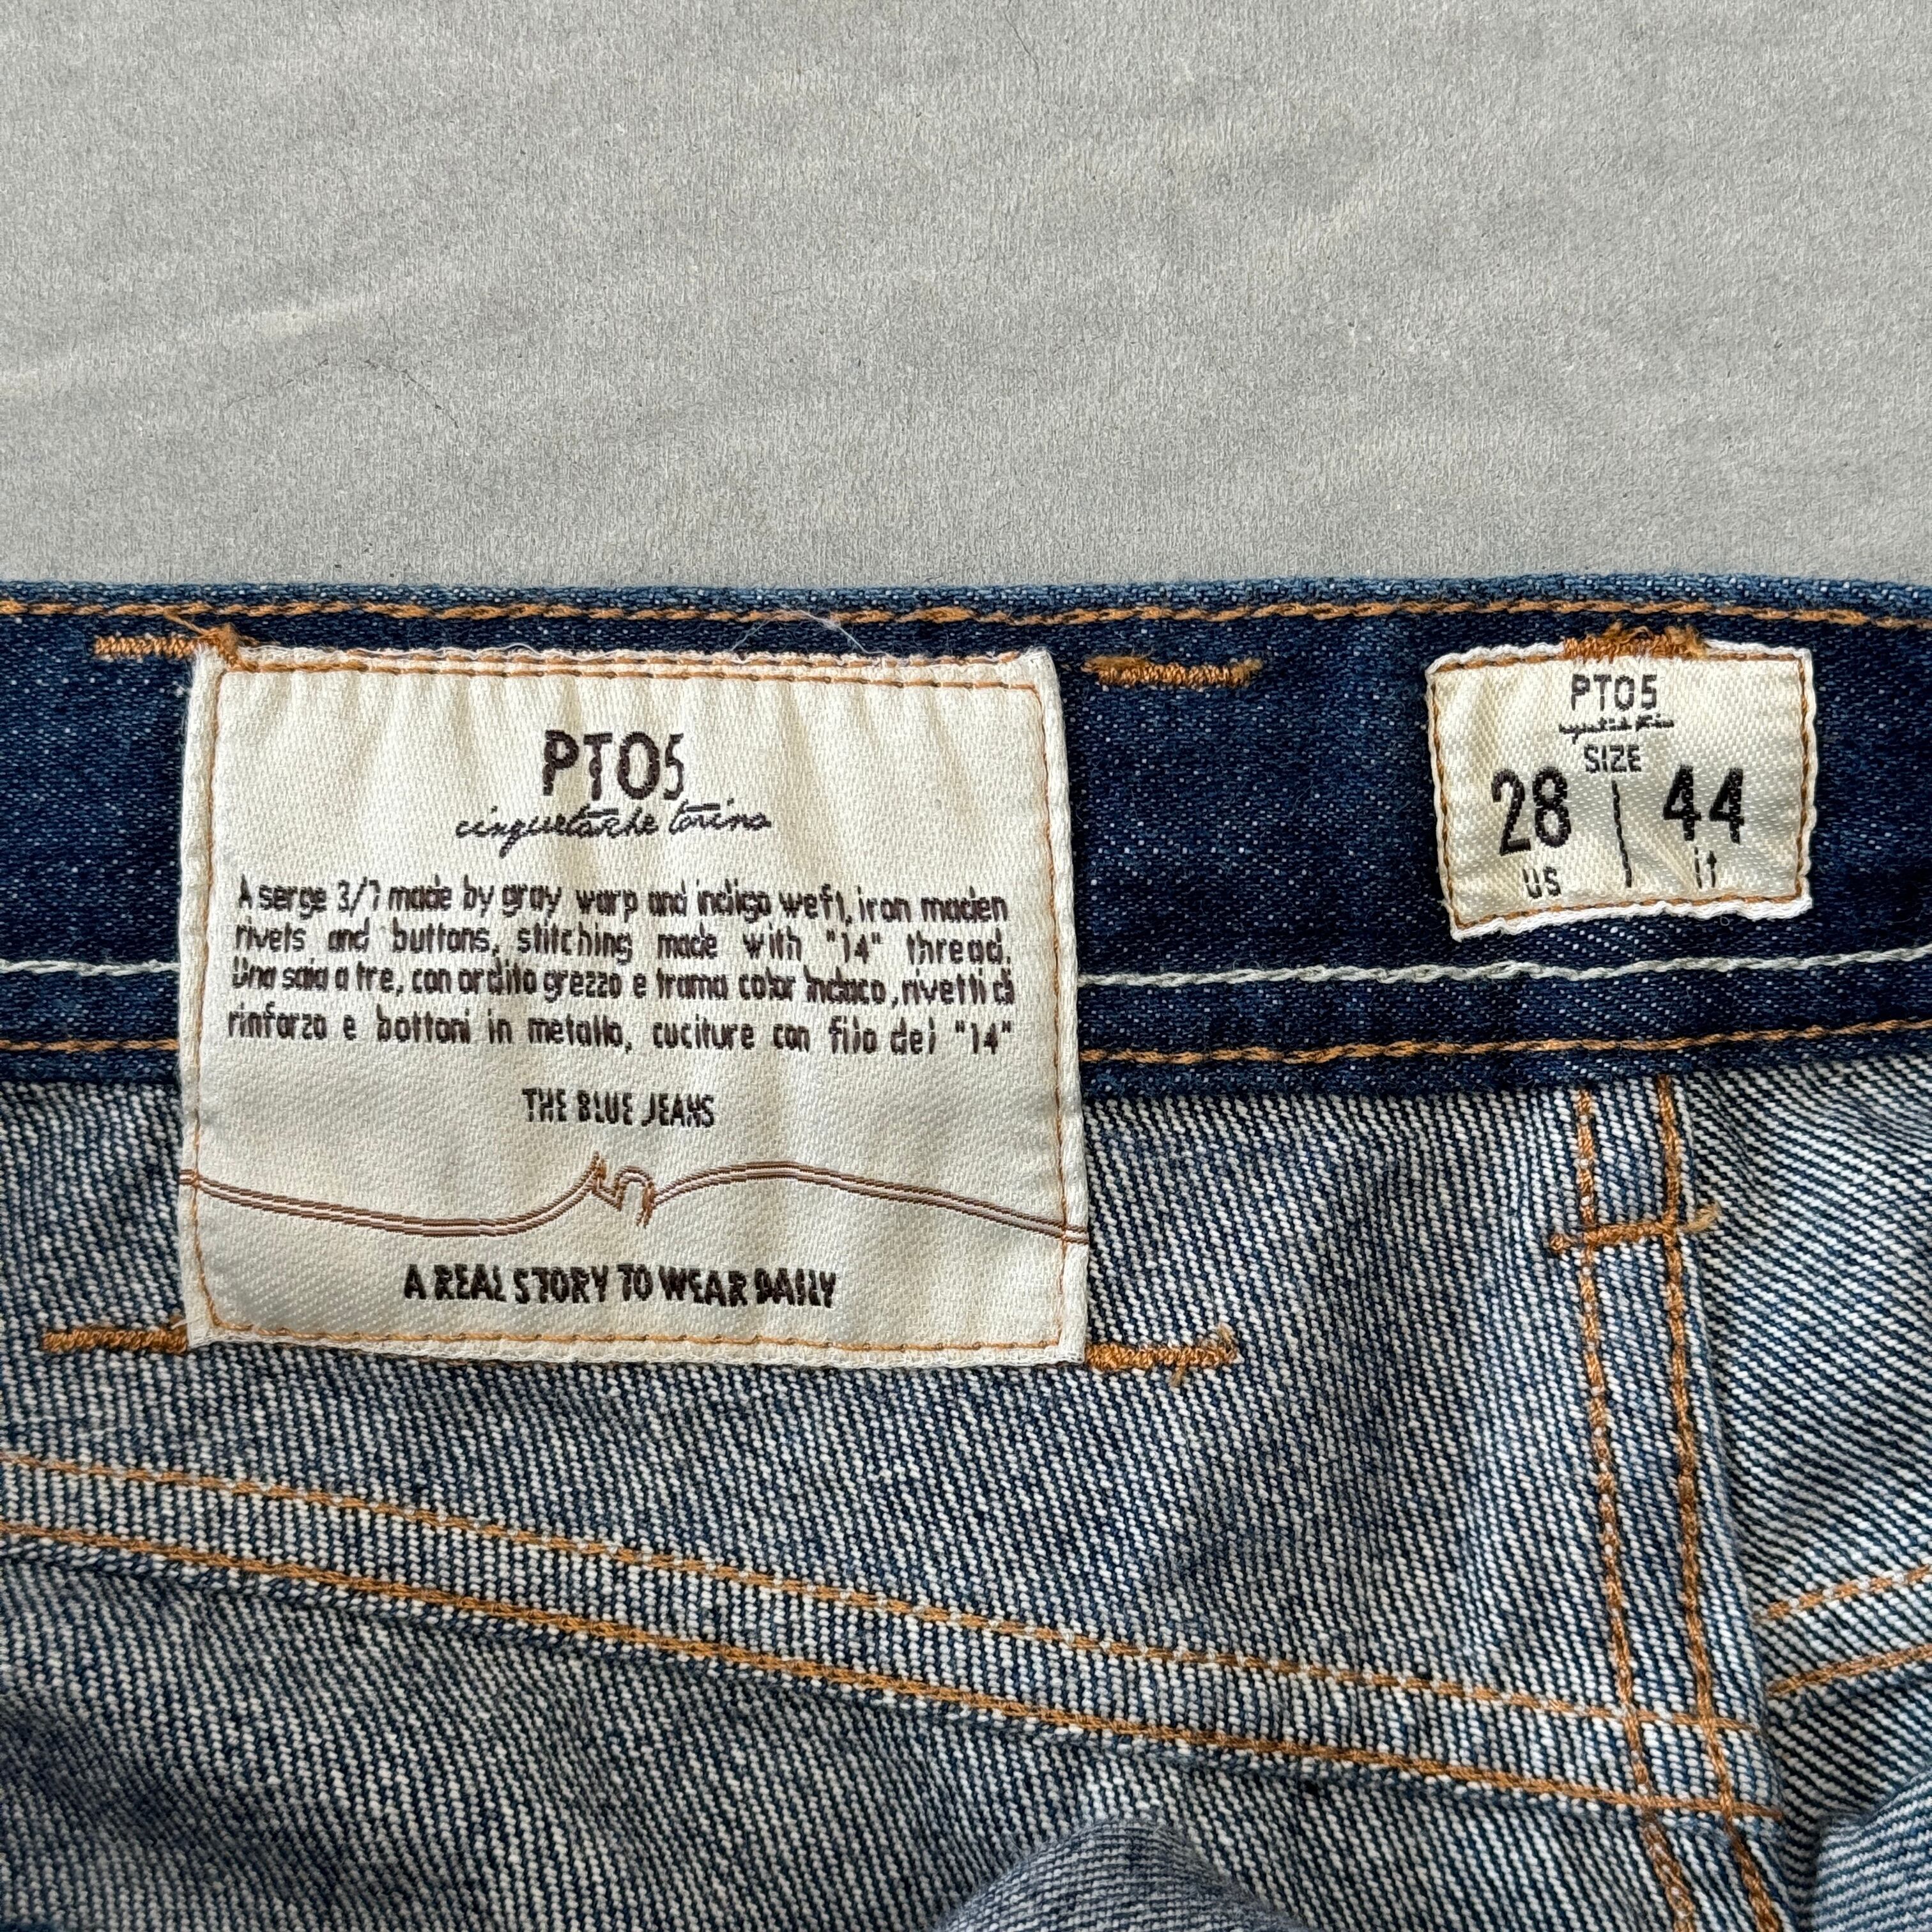 PT05
cinquetasche torino
A serge 3/1 made by gray warp and indigo weft, iron maden
rivets and buttons, stitching made with "14" thread.
Una saia a tre, con ordito grezzo e trama color indaco, rivetti di
rinforzo e bottoni in metallo, cuciture con filo del "14"
THE BLUE JEANS
A REAL STORY TO WEAR DAILY
PT05
SIZE
28 | 44
US it